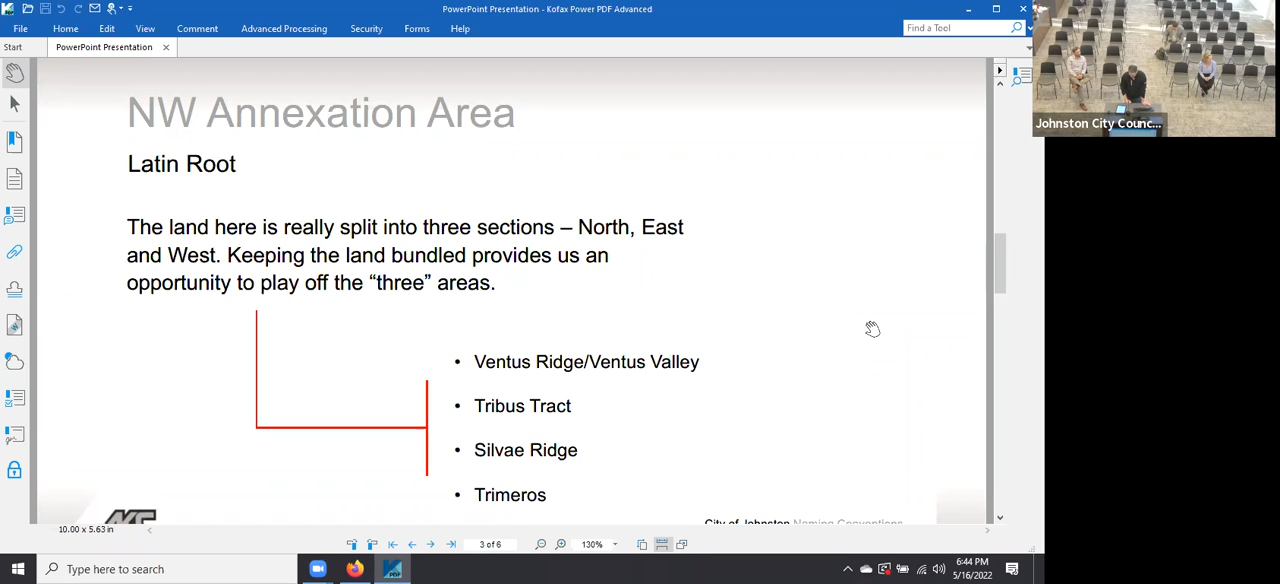 PowerPoint Presentation - Kofax Power PDF Advanced
File Home Edit View Comment Advanced Processing Security Forms Help
Find a Tool
Start PowerPoint Presentation ×
NW Annexation Area
Latin Root
The land here is really split into three sections – North, East
and West. Keeping the land bundled provides us an
opportunity to play off the “three” areas.
• Ventus Ridge/Ventus Valley
• Tribus Tract
• Silvae Ridge
• Trimeros
City of Johnston Naming Conventions
10.00 x 5.63 in
3 of 6
130%
Type here to search
6:44 PM
5/16/2022
Johnston City Counc...